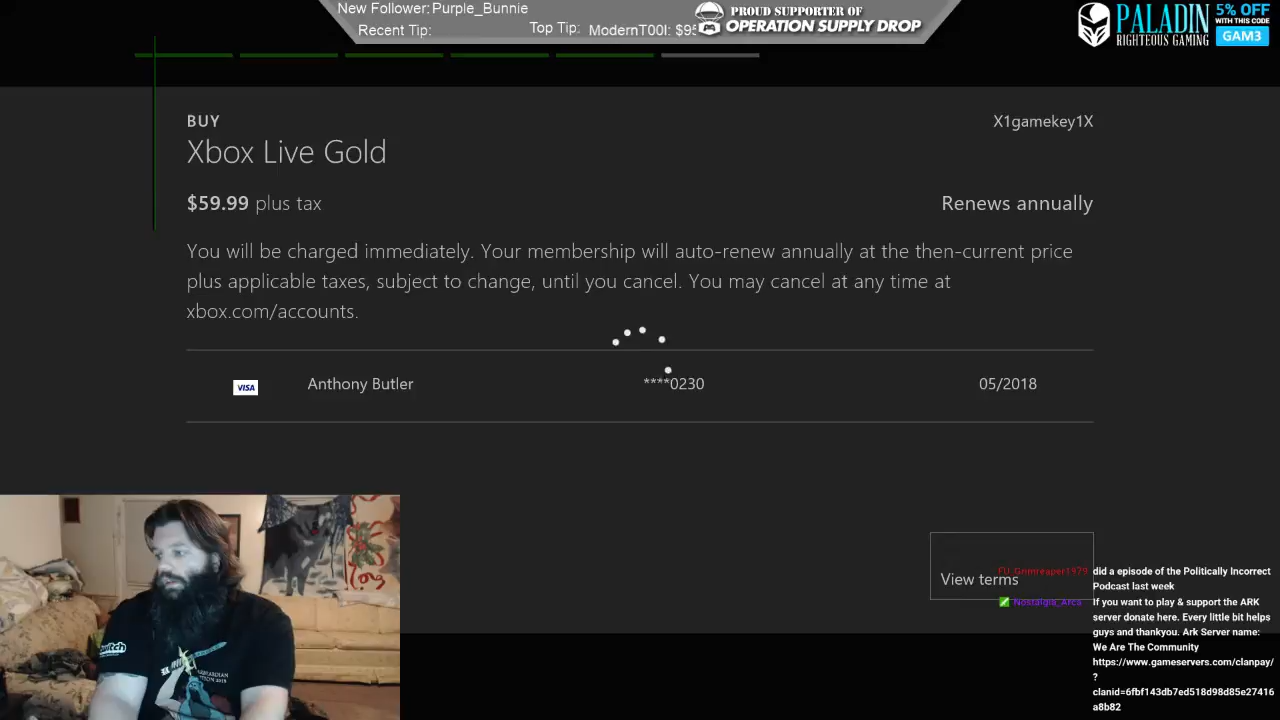 New Follower: Purple_Bunnie
Recent Tip:
Top Tip: ModernT00l: $95
PROUD SUPPORTER OF
OPERATION SUPPLY DROP
PALADIN
RIGHTEOUS GAMING
5% OFF
WITH THIS CODE
GAM3
BUY
X1gamekey1X
Xbox Live Gold
$59.99 plus tax
Renews annually
You will be charged immediately. Your membership will auto-renew annually at the then-current price
plus applicable taxes, subject to change, until you cancel. You may cancel at any time at
xbox.com/accounts.
VISA
Anthony Butler
****0230
05/2018
View terms
FU_Grimreaper1979 did a episode of the Politically Incorrect
Podcast last week
Nostalgia_Arca If you want to play & support the ARK
server donate here. Every little bit helps
guys and thankyou. Ark Server name:
We Are The Community
https://www.gameservers.com/clanpay/
?
clanid=6fbf143db7ed518d98d85e27416
a8b82